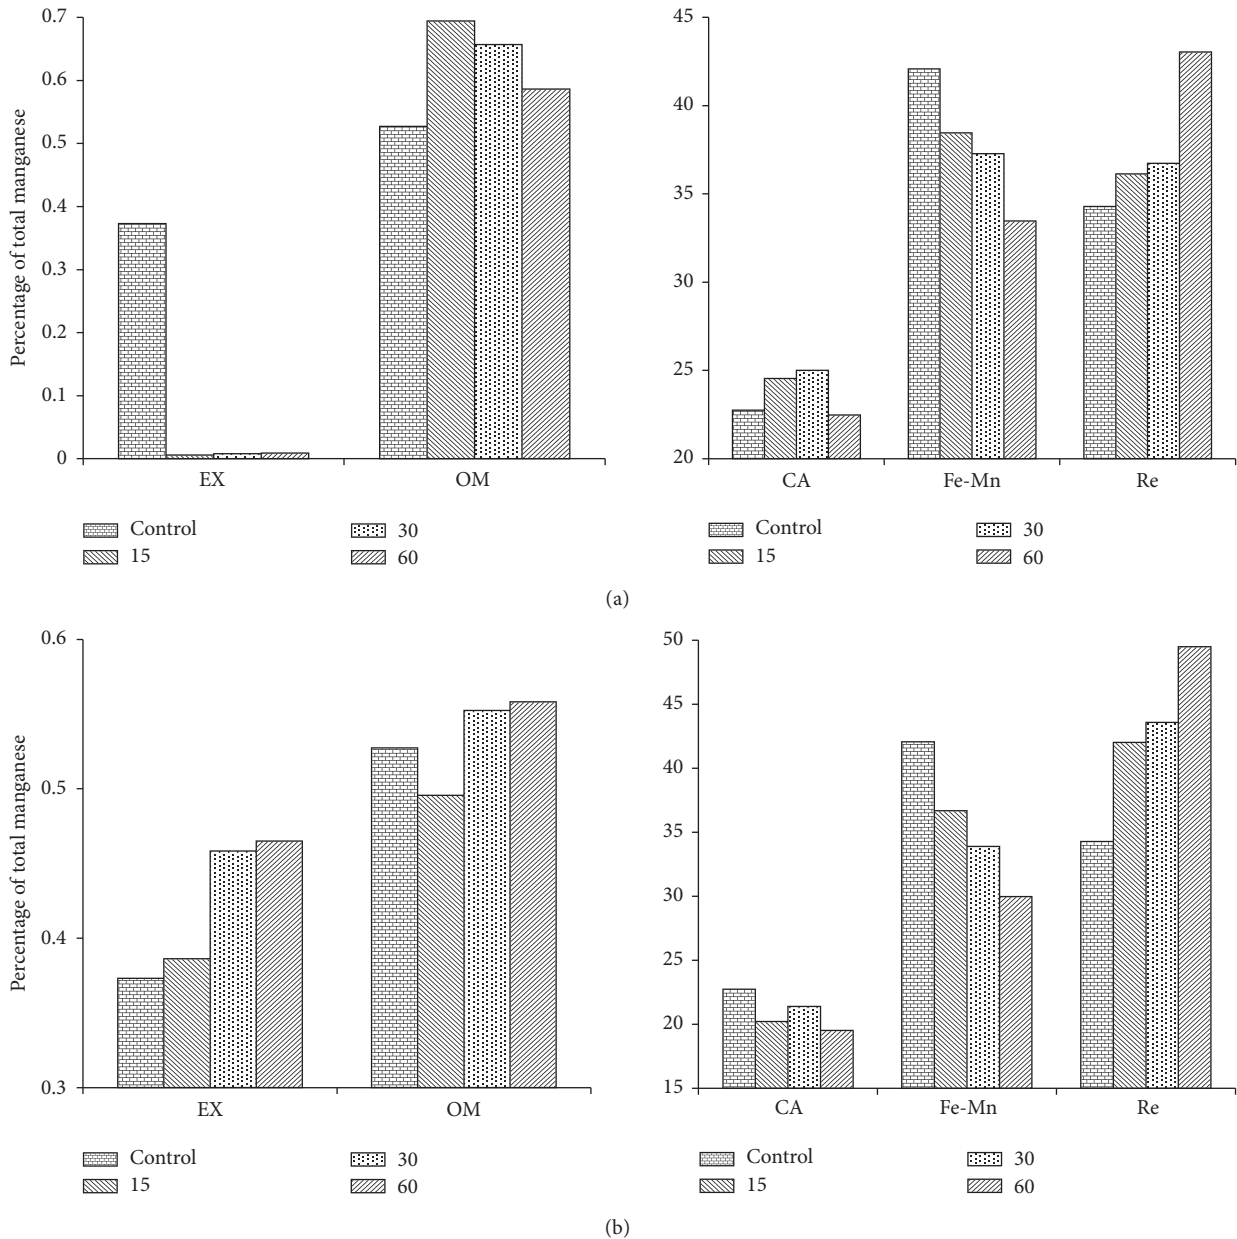 Percentage of total manganese
0.7
0.6
0.5
0.4
0.3
0.2
0.1
0
EX
OM
Control
15
30
60
45
40
35
30
25
20
CA
Fe-Mn
Re
Control
15
30
60
(a)
Percentage of total manganese
0.6
0.5
0.4
0.3
EX
OM
Control
15
30
60
50
45
40
35
30
25
20
15
CA
Fe-Mn
Re
Control
15
30
60
(b)